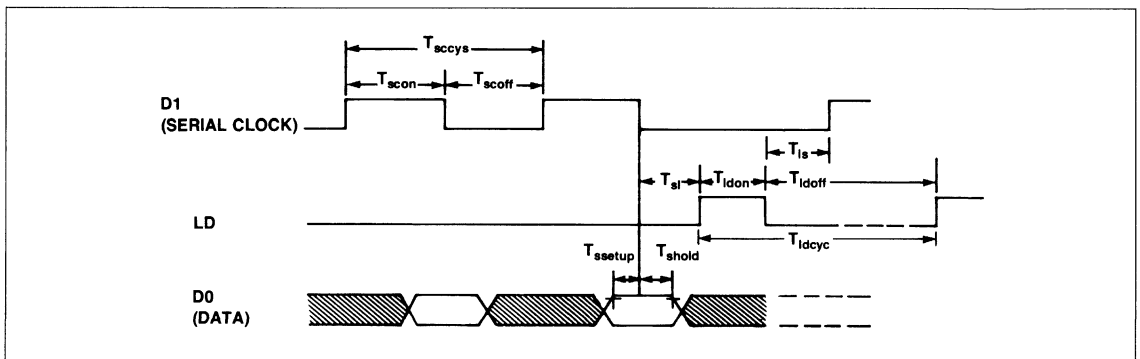 Tsccys
Tscon
Tscoff
D1
(SERIAL CLOCK)
Tls
Tsl
Tldon
Tldoff
LD
Tldcyc
Tssetup
Tshold
D0
(DATA)